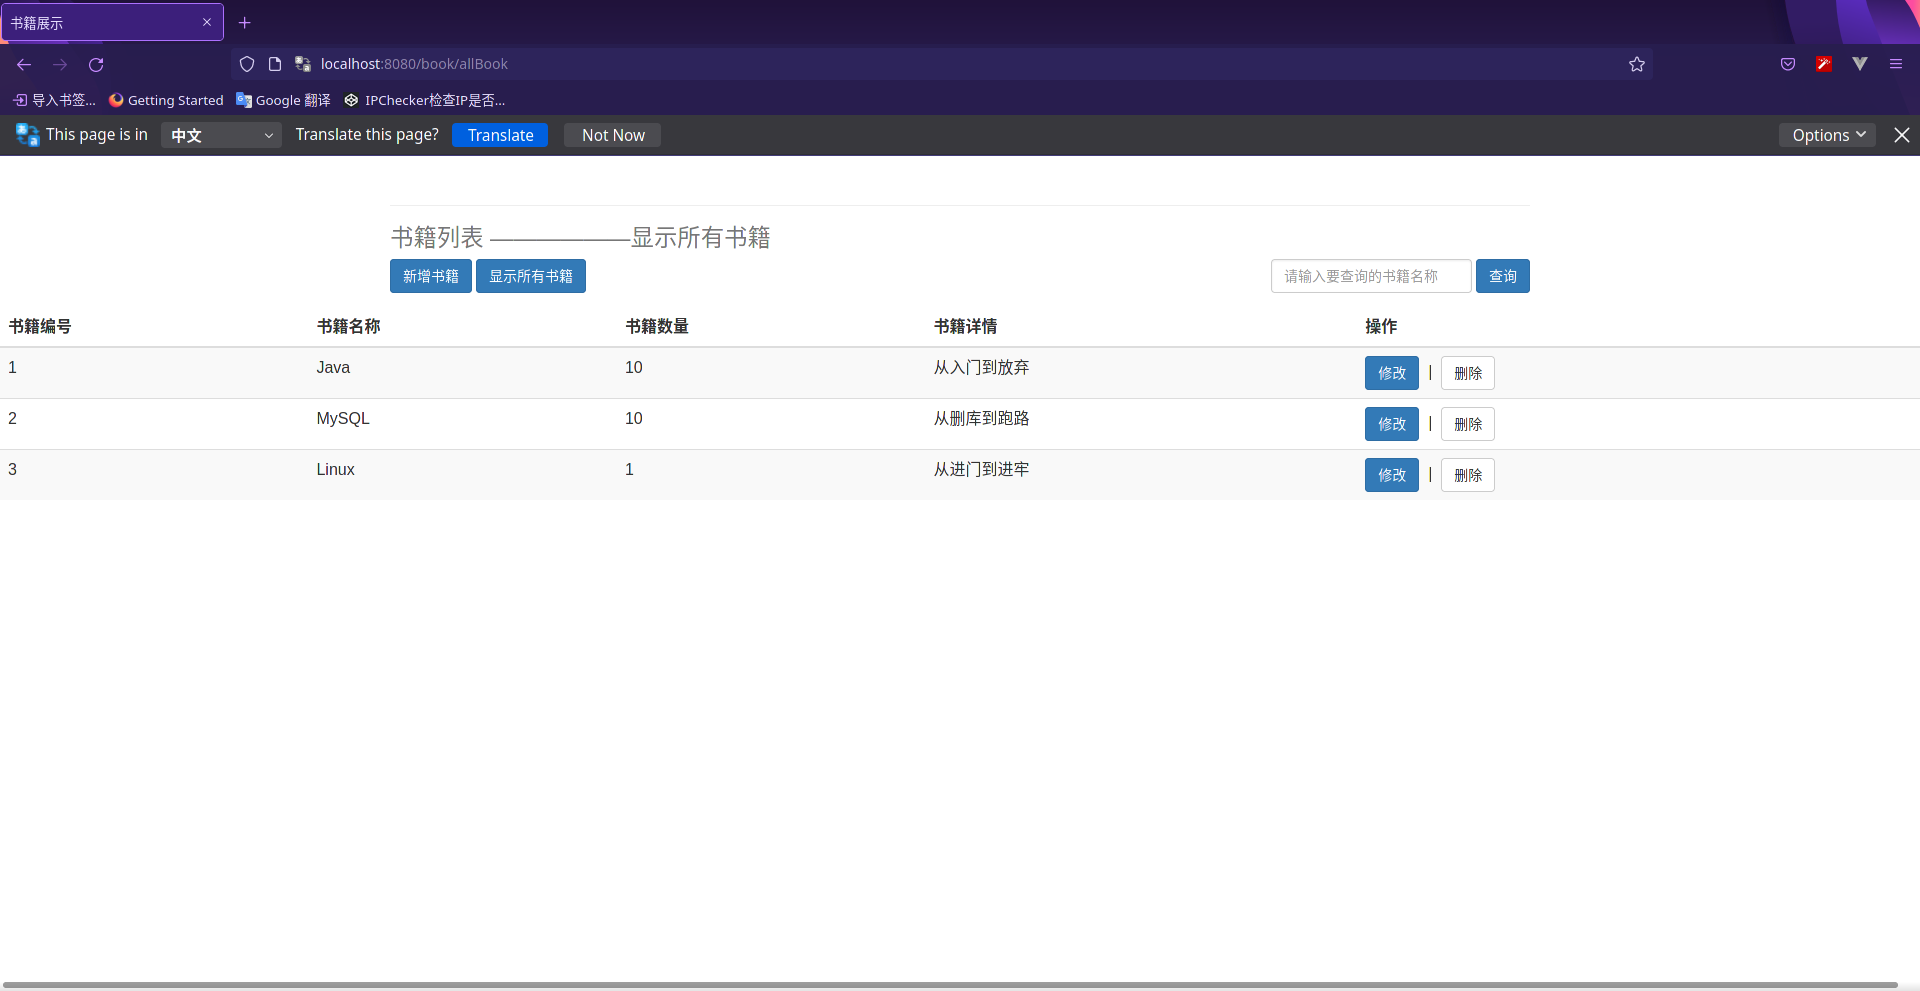 书籍展示
localhost:8080/book/allBook
导入书签... Getting Started Google 翻译 IPChecker检查IP是否...
This page is in 中文 Translate this page? Translate Not Now Options
书籍列表 ——————显示所有书籍
新增书籍 显示所有书籍 请输入要查询的书籍名称 查询
书籍编号 书籍名称 书籍数量 书籍详情 操作
1 Java 10 从入门到放弃 修改 | 删除
2 MySQL 10 从删库到跑路 修改 | 删除
3 Linux 1 从进门到进牢 修改 | 删除